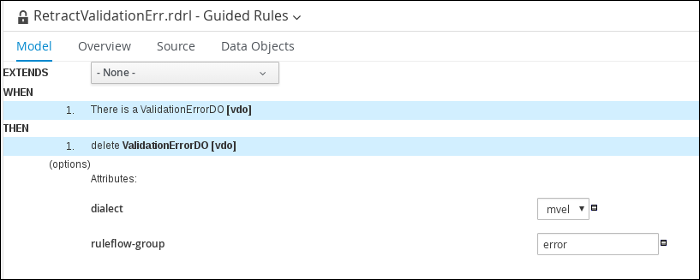 RetractValidationErr.rdrl - Guided Rules
Model Overview Source Data Objects
EXTENDS - None -
WHEN
1. There is a ValidationErrorDO [vdo]
THEN
1. delete ValidationErrorDO [vdo]
(options)
Attributes:
dialect mvel
ruleflow-group error